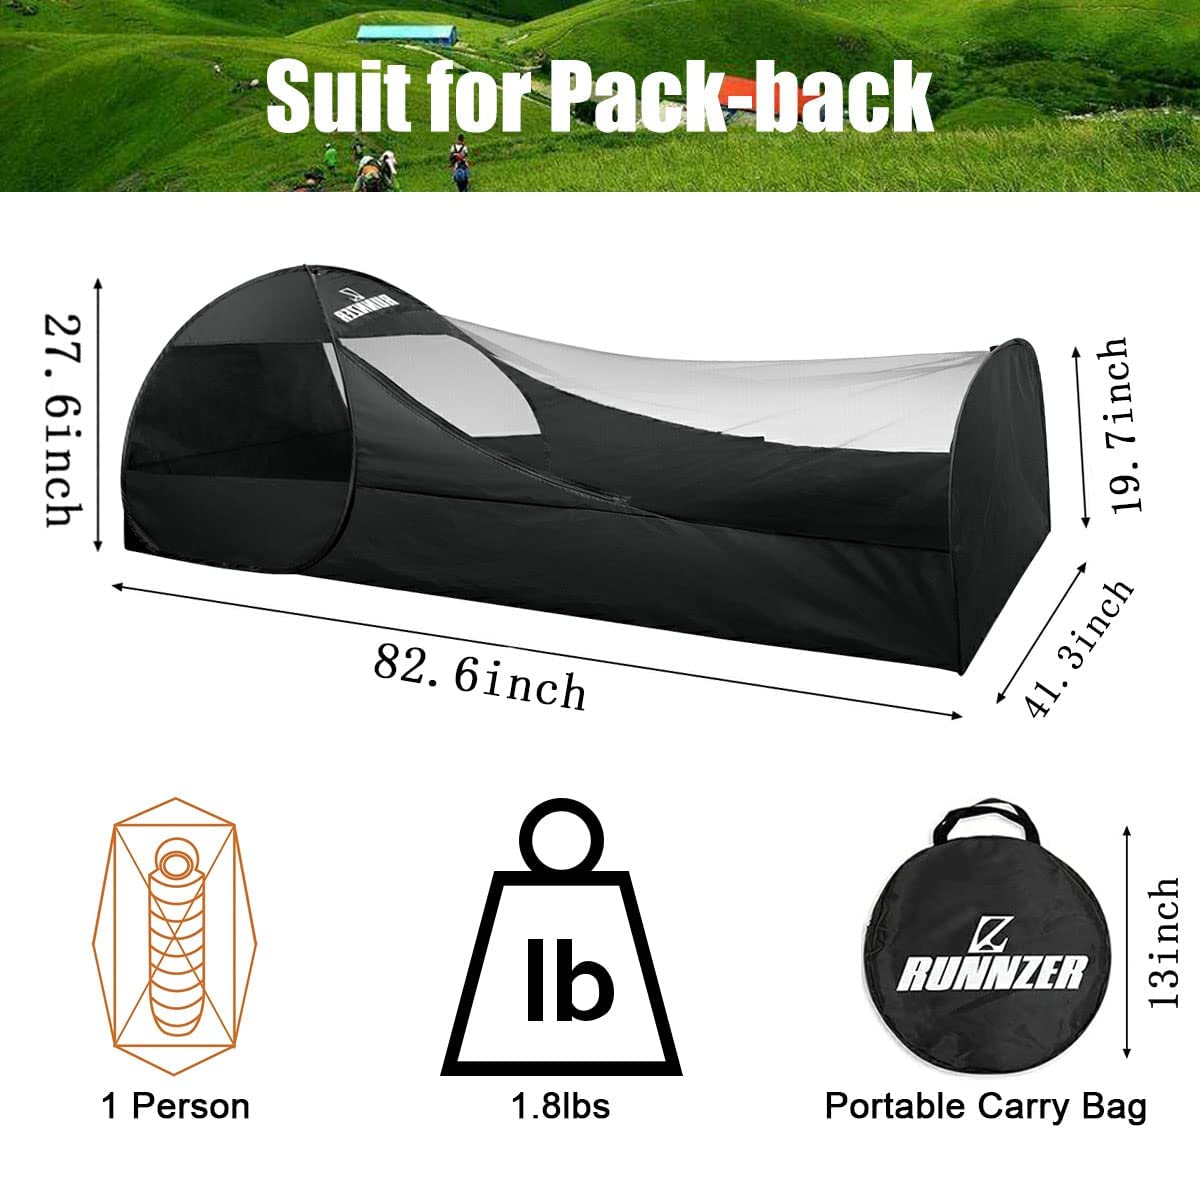 Suit for Pack-back
RUNNZER
27.6inch
19.7inch
82.6inch
41.3inch
lb
RUNNZER
13inch
1 Person
1.8lbs
Portable Carry Bag